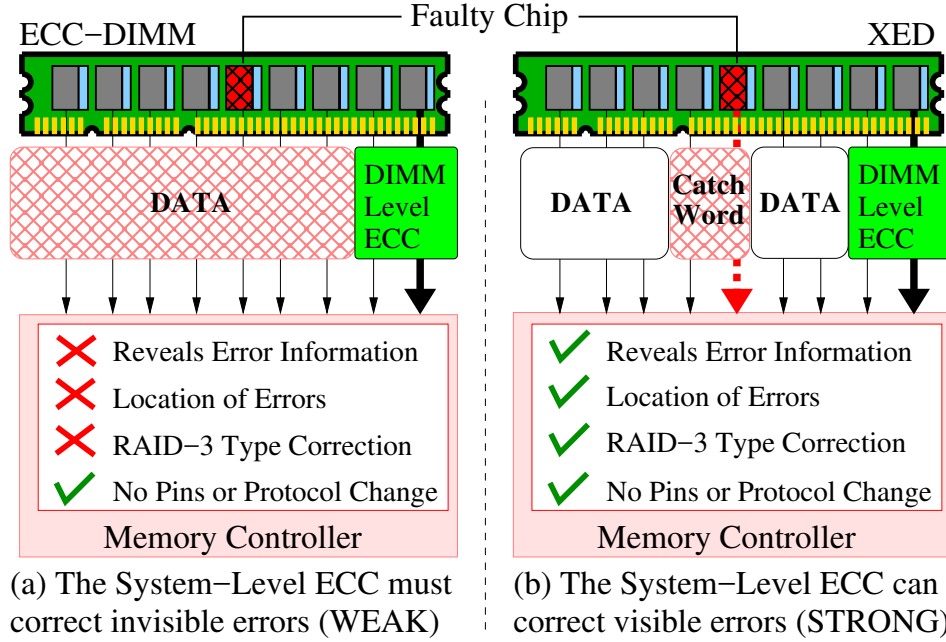 Faulty Chip
ECC−DIMM
DATA
DIMM
Level
ECC
Reveals Error Information
Location of Errors
RAID−3 Type Correction
No Pins or Protocol Change
Memory Controller
(a) The System−Level ECC must
correct invisible errors (WEAK)
XED
DATA
Catch
Word
DATA
DIMM
Level
ECC
Reveals Error Information
Location of Errors
RAID−3 Type Correction
No Pins or Protocol Change
Memory Controller
(b) The System−Level ECC can
correct visible errors (STRONG)